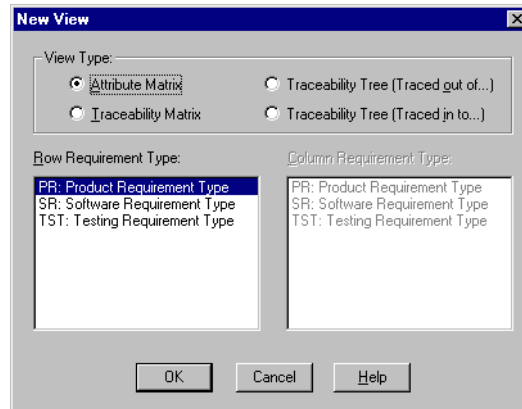 New View
View Type:
Attribute Matrix
Traceability Tree (Traced out of...)
Traceability Matrix
Traceability Tree (Traced in to...)
Row Requirement Type:
Column Requirement Type:
PR: Product Requirement Type
SR: Software Requirement Type
TST: Testing Requirement Type
PR: Product Requirement Type
SR: Software Requirement Type
TST: Testing Requirement Type
OK
Cancel
Help